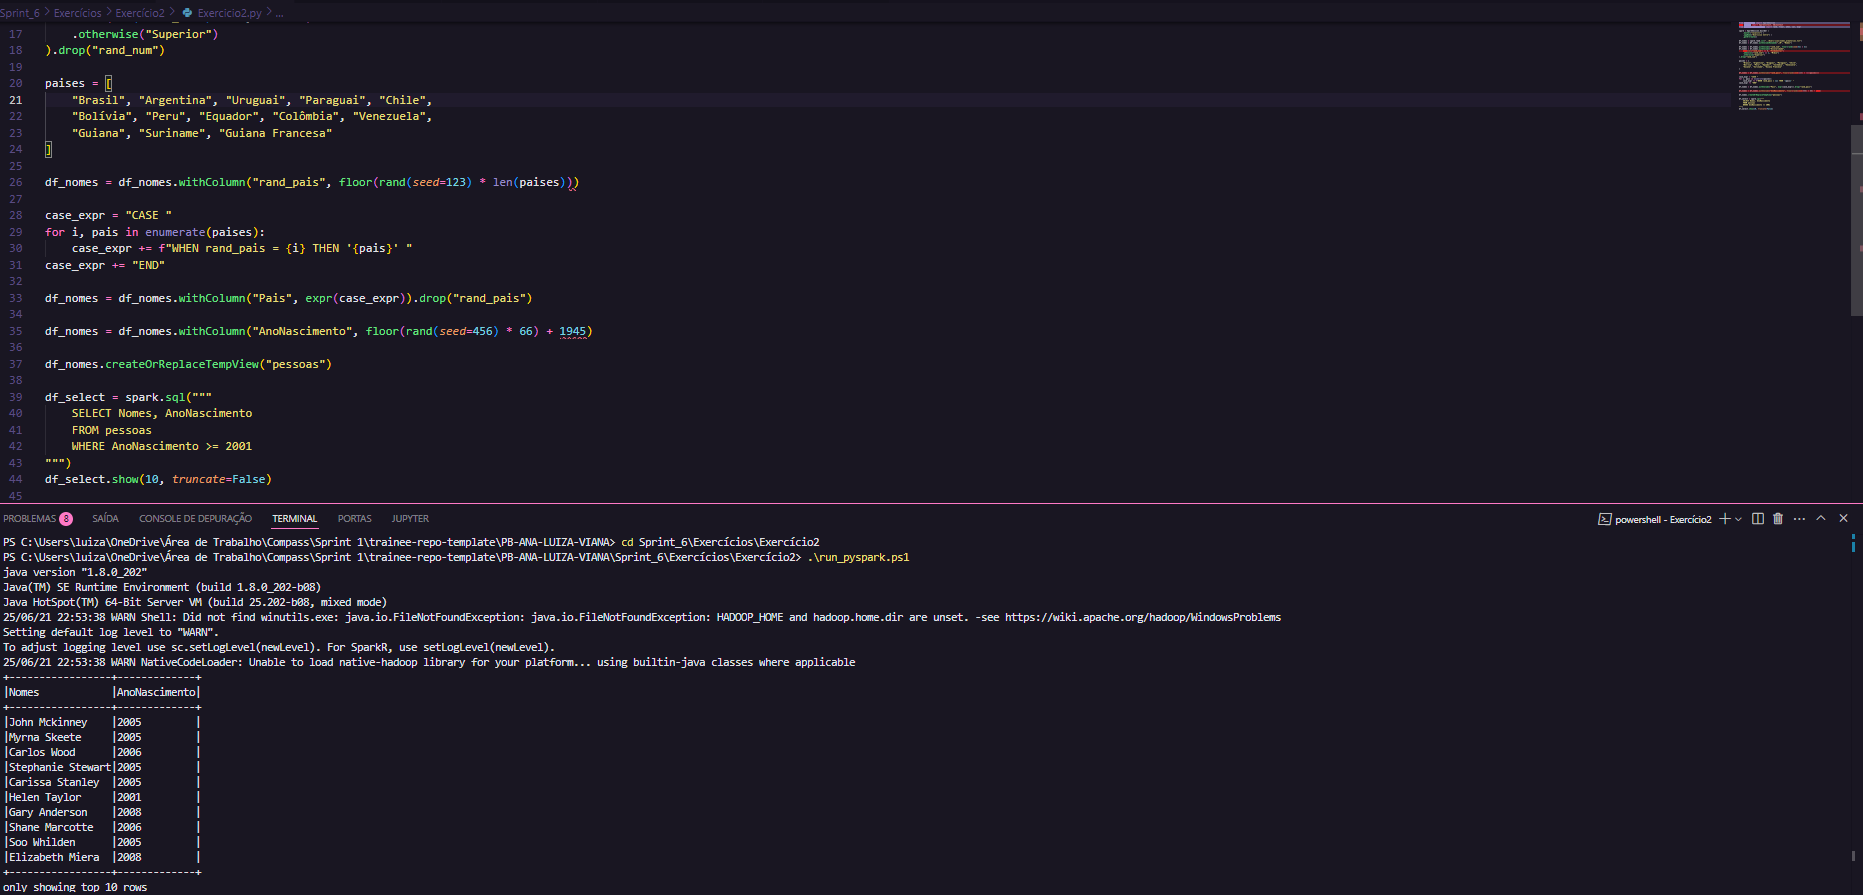 Sprint_6 > Exercícios > Exercicio2 > Exercicio2.py > ...
17 .otherwise("Superior")
18 ).drop("rand_num")
19
20 paises = [
21 "Brasil", "Argentina", "Uruguai", "Paraguai", "Chile",
22 "Bolívia", "Peru", "Equador", "Colômbia", "Venezuela",
23 "Guiana", "Suriname", "Guiana Francesa"
24 ]
25
26 df_nomes = df_nomes.withColumn("rand_pais", floor(rand(seed=123) * len(paises)))
27
28 case_expr = "CASE "
29 for i, pais in enumerate(paises):
30 case_expr += f"WHEN rand_pais = {i} THEN '{pais}' "
31 case_expr += "END"
32
33 df_nomes = df_nomes.withColumn("Pais", expr(case_expr)).drop("rand_pais")
34
35 df_nomes = df_nomes.withColumn("AnoNascimento", floor(rand(seed=456) * 66) + 1945)
36
37 df_nomes.createOrReplaceTempView("pessoas")
38
39 df_select = spark.sql("""
40 SELECT Nomes, AnoNascimento
41 FROM pessoas
42 WHERE AnoNascimento >= 2001
43 """)
44 df_select.show(10, truncate=False)
45
PROBLEMAS 8 SAÍDA CONSOLE DE DEPURAÇÃO TERMINAL PORTAS JUPYTER powershell - Exercício2
PS C:\Users\luiza\OneDrive\Área de Trabalho\Compass\Sprint 1\trainee-repo-template\PB-ANA-LUIZA-VIANA> cd Sprint_6\Exercícios\Exercício2
PS C:\Users\luiza\OneDrive\Área de Trabalho\Compass\Sprint 1\trainee-repo-template\PB-ANA-LUIZA-VIANA\Sprint_6\Exercícios\Exercício2> .\run_pyspark.ps1
java version "1.8.0_202"
Java(TM) SE Runtime Environment (build 1.8.0_202-b08)
Java HotSpot(TM) 64-Bit Server VM (build 25.202-b08, mixed mode)
25/06/21 22:53:38 WARN Shell: Did not find winutils.exe: java.io.FileNotFoundException: java.io.FileNotFoundException: HADOOP_HOME and hadoop.home.dir are unset. -see https://wiki.apache.org/hadoop/WindowsProblems
Setting default log level to "WARN".
To adjust logging level use sc.setLogLevel(newLevel). For SparkR, use setLogLevel(newLevel).
25/06/21 22:53:38 WARN NativeCodeLoader: Unable to load native-hadoop library for your platform... using builtin-java classes where applicable
+-----------------+-------------+
|Nomes            |AnoNascimento|
+-----------------+-------------+
|John Mckinney    |2005         |
|Myrna Skeete     |2005         |
|Carlos Wood      |2006         |
|Stephanie Stewart|2005         |
|Carissa Stanley  |2005         |
|Helen Taylor     |2001         |
|Gary Anderson    |2008         |
|Shane Marcotte   |2006         |
|Soo Whilden      |2005         |
|Elizabeth Miera  |2008         |
+-----------------+-------------+
only showing top 10 rows